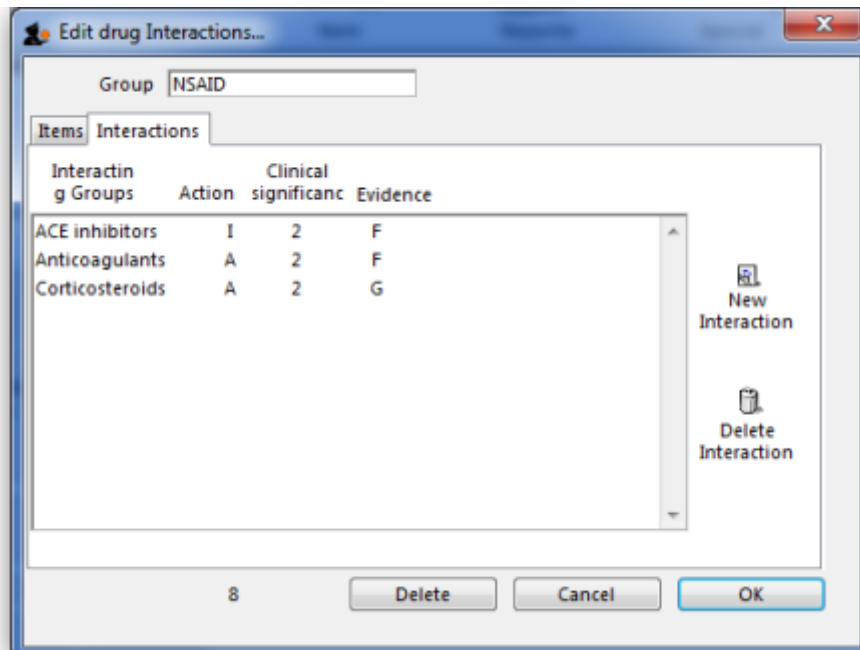 Edit drug Interactions...
Group NSAID
Items Interactions
Interactin Clinical
g Groups Action significanc Evidence
ACE inhibitors I 2 F
Anticoagulants A 2 F
Corticosteroids A 2 G
New
Interaction
Delete
Interaction
8 Delete Cancel OK